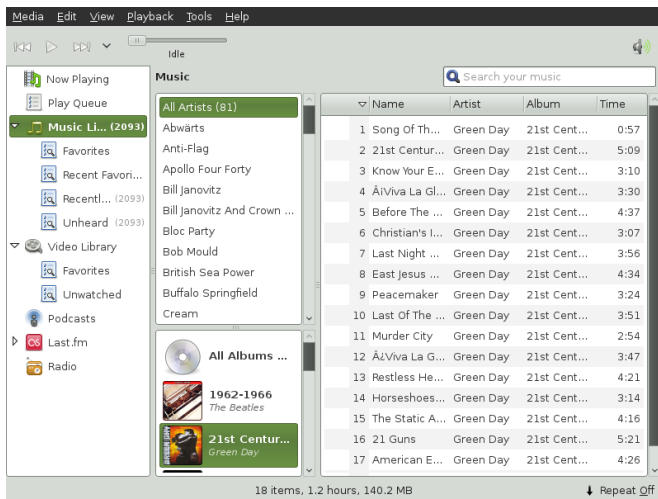 Media Edit View Playback Tools Help
Idle
Now Playing
Play Queue
Music Li... (2093)
Favorites
Recent Favori...
Recentl... (2093)
Unheard (2093)
Video Library
Favorites
Unwatched
Podcasts
Last.fm
Radio
Music
Search your music
All Artists (81)
Abwärts
Anti-Flag
Apollo Four Forty
Bill Janovitz
Bill Janovitz And Crown ...
Bloc Party
Bob Mould
British Sea Power
Buffalo Springfield
Cream
All Albums ...
1962-1966
The Beatles
21st Centur...
Green Day
Name Artist Album Time
1 Song Of Th... Green Day 21st Cent... 0:57
2 21st Centur... Green Day 21st Cent... 5:09
3 Know Your E... Green Day 21st Cent... 3:10
4 Â¡Viva La Gl... Green Day 21st Cent... 3:30
5 Before The ... Green Day 21st Cent... 4:37
6 Christian's I... Green Day 21st Cent... 3:07
7 Last Night ... Green Day 21st Cent... 3:56
8 East Jesus ... Green Day 21st Cent... 4:34
9 Peacemaker Green Day 21st Cent... 3:24
10 Last Of The ... Green Day 21st Cent... 3:51
11 Murder City Green Day 21st Cent... 2:54
12 Â¿Viva La G... Green Day 21st Cent... 3:47
13 Restless He... Green Day 21st Cent... 4:21
14 Horseshoes... Green Day 21st Cent... 3:14
15 The Static A... Green Day 21st Cent... 4:16
16 21 Guns Green Day 21st Cent... 5:21
17 American E... Green Day 21st Cent... 4:26
18 items, 1.2 hours, 140.2 MB
Repeat Off